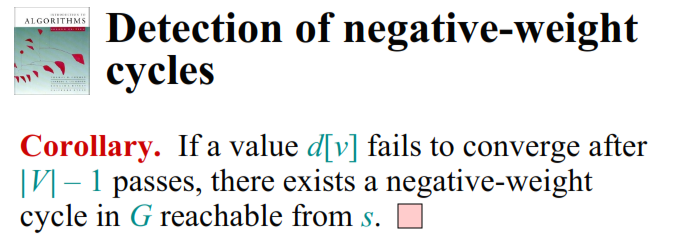 ALGORITHMS
Detection of negative-weight
cycles
Corollary. If a value d[v] fails to converge after
|V| – 1 passes, there exists a negative-weight
cycle in G reachable from s.